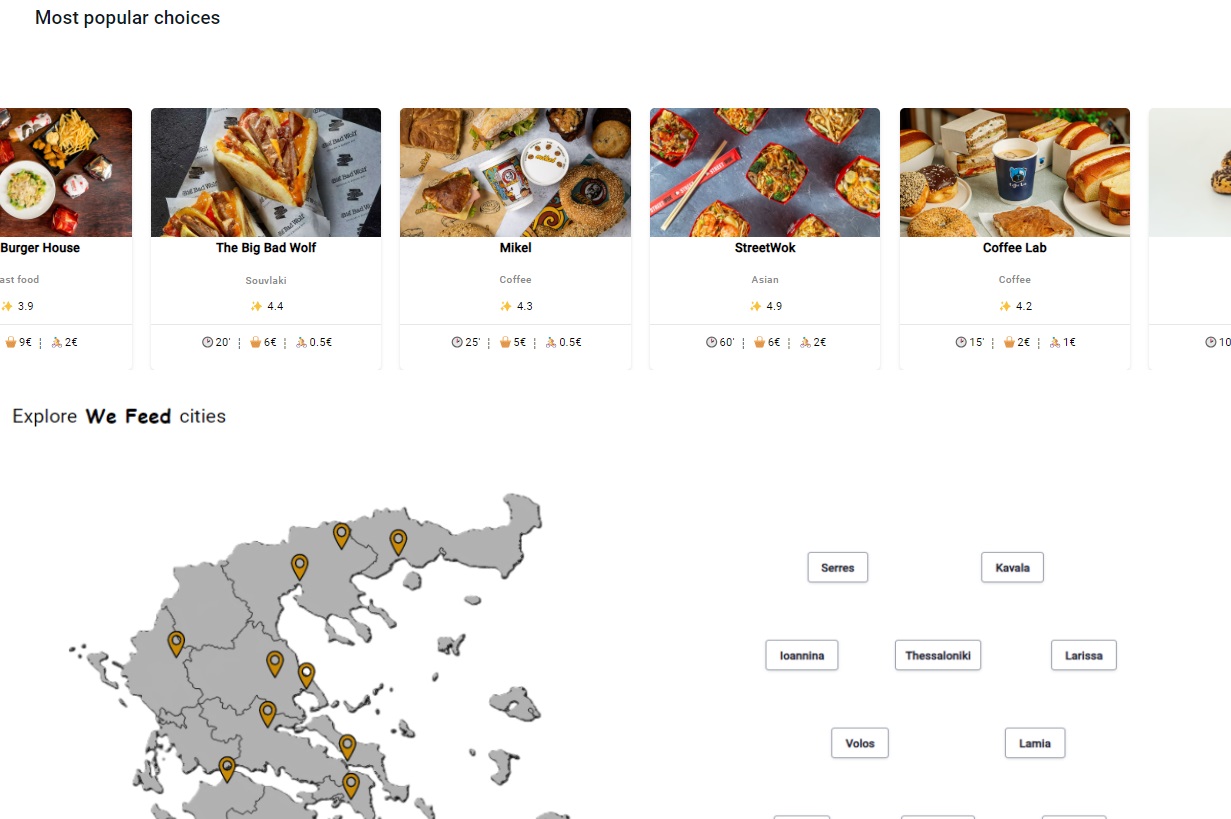 Most popular choices
Burger House
ast food
3.9
9€ ¦ 2€
The Big Bad Wolf
Souvlaki
4.4
20' ¦ 6€ ¦ 0.5€
Mikel
Coffee
4.3
25' ¦ 5€ ¦ 0.5€
StreetWok
Asian
4.9
60' ¦ 6€ ¦ 2€
Coffee Lab
Coffee
4.2
15' ¦ 2€ ¦ 1€
10
Explore We Feed cities
Serres
Kavala
Ioannina
Thessaloniki
Larissa
Volos
Lamia